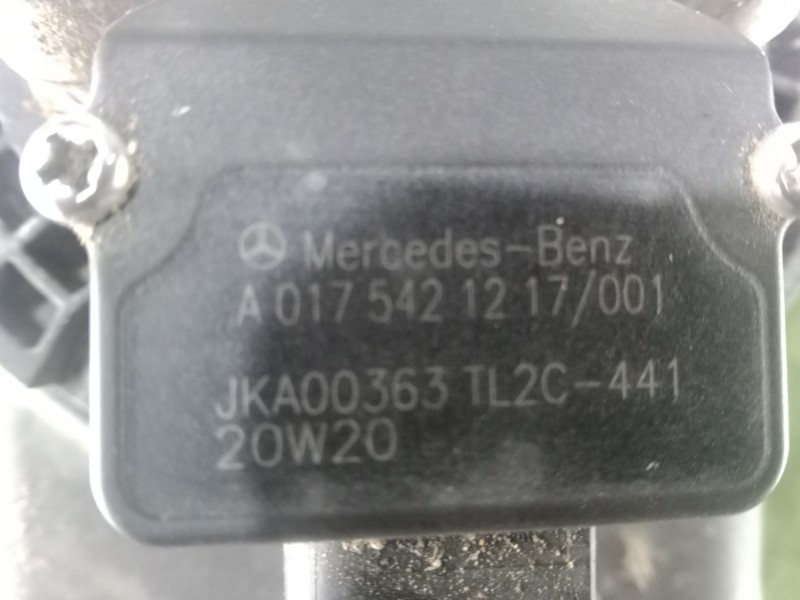 Mercedes-Benz
A 017 542 12 17/001
JKA00363 TL2C-441
20W20